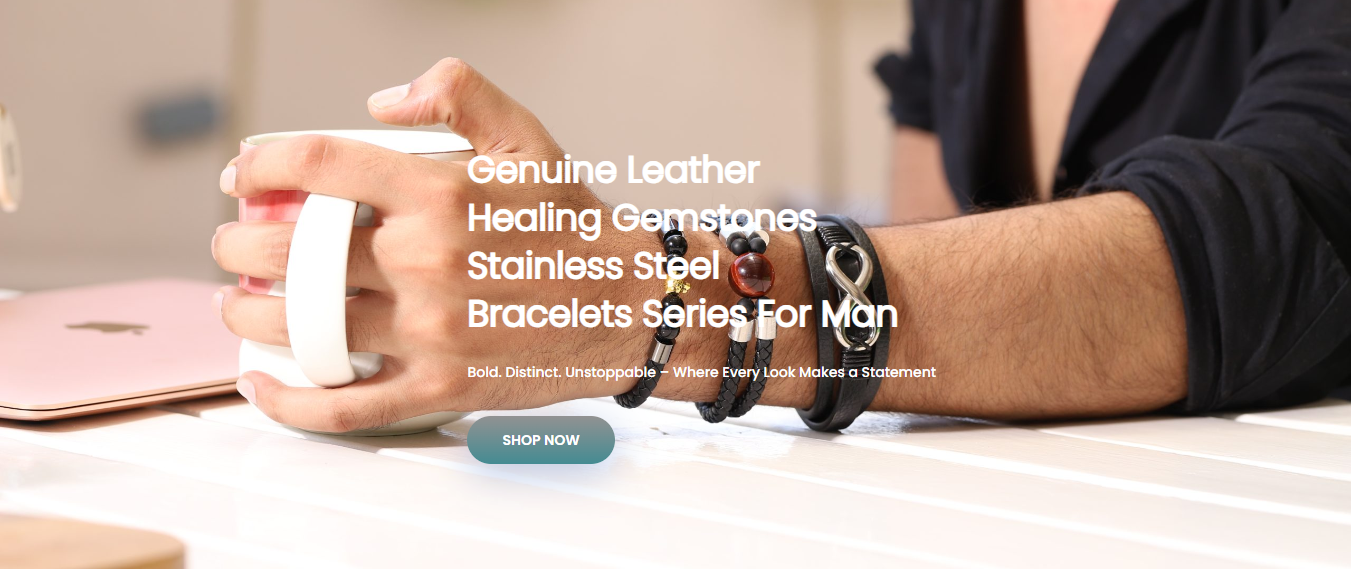 Genuine Leather
Healing Gemstones
Stainless Steel
Bracelets Series For Man
Bold. Distinct. Unstoppable – Where Every Look Makes a Statement
SHOP NOW